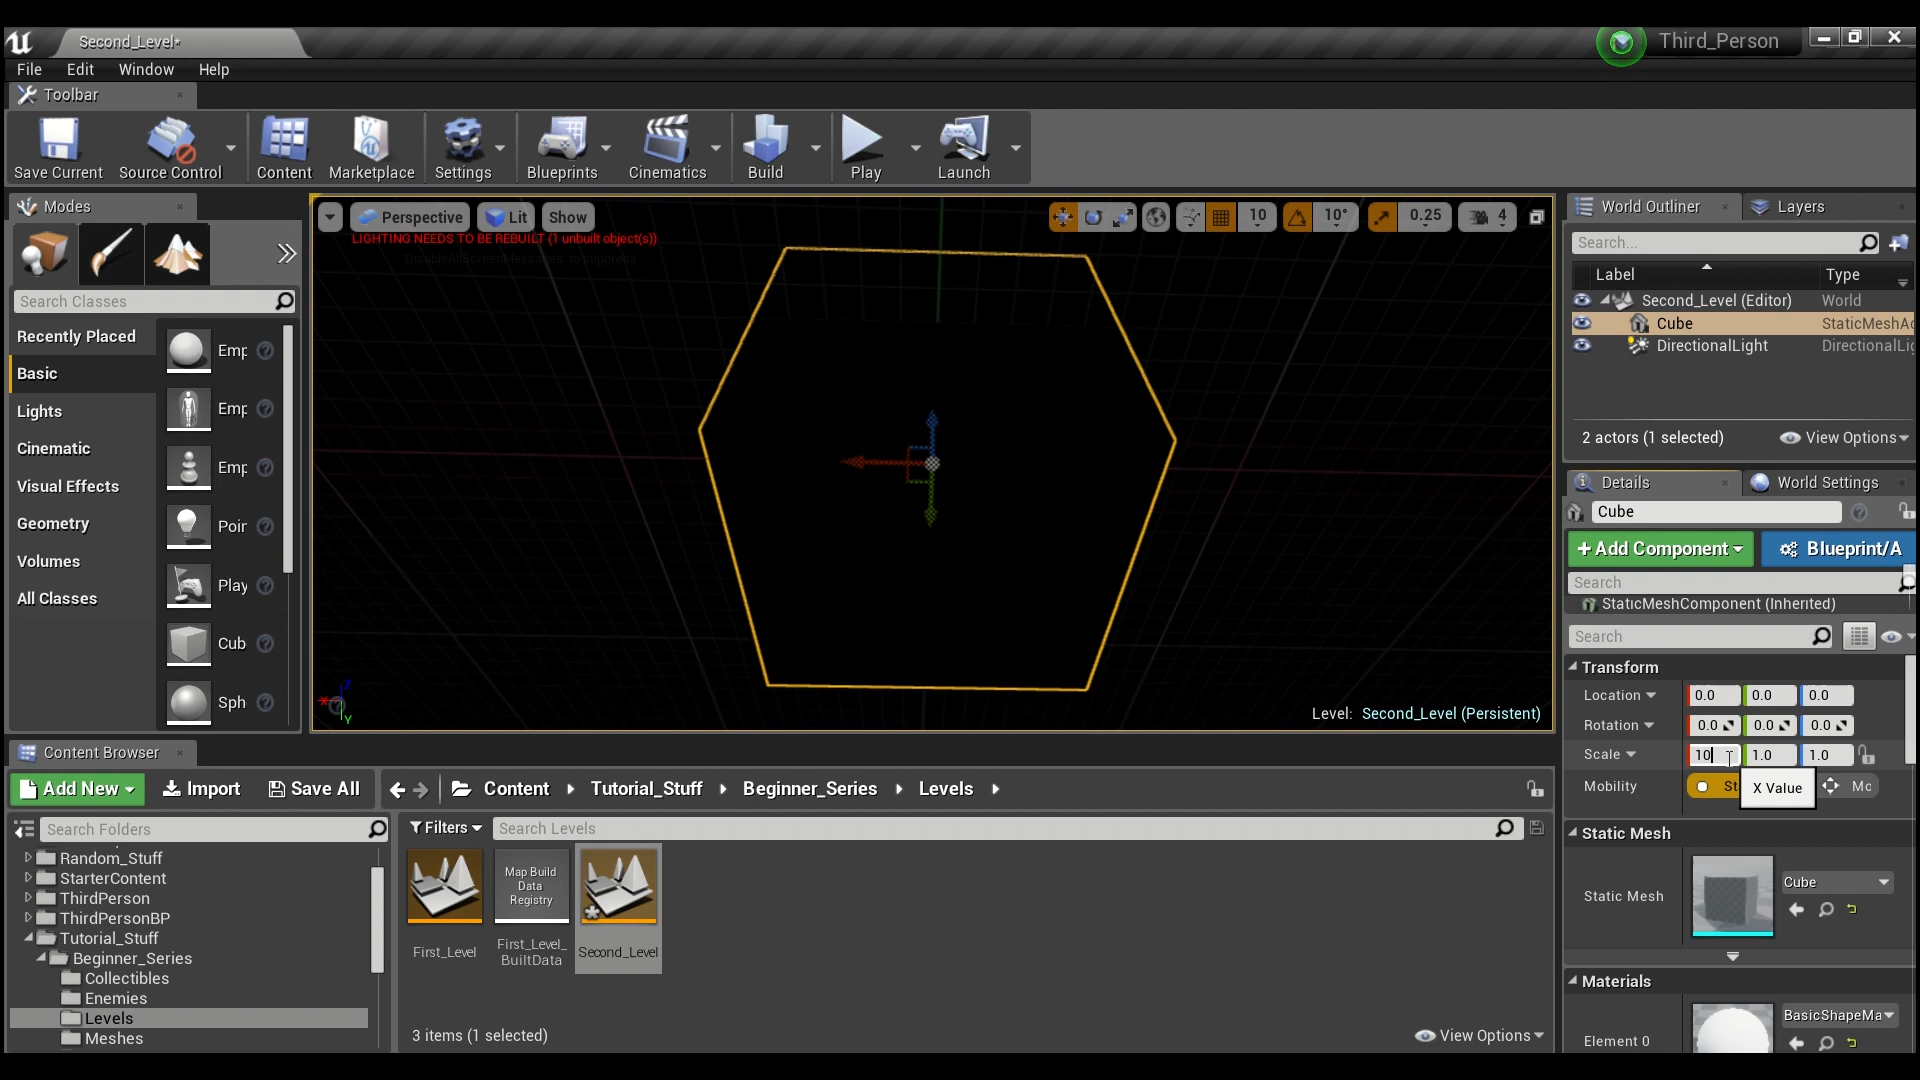 Second_Level*
Third_Person
File Edit Window Help
Toolbar
Save Current Source Control Content Marketplace Settings Blueprints Cinematics Build Play Launch
Modes
Search Classes
Recently Placed
Basic
Lights
Cinematic
Visual Effects
Geometry
Volumes
All Classes
Emp
Emp
Emp
Poin
Play
Cub
Sph
Perspective Lit Show
10 10° 0.25 4
LIGHTING NEEDS TO BE REBUILT (1 unbuilt object(s))
'DisableAllScreenMessages' to suppress
Z
X
Y
Level: Second_Level (Persistent)
World Outliner Layers
Search...
Label Type
Second_Level (Editor) World
Cube StaticMeshAc
DirectionalLight DirectionalLig
2 actors (1 selected) View Options
Details World Settings
Cube
+Add Component Blueprint/A
Search
StaticMeshComponent (Inherited)
Search
Transform
Location 0.0 0.0 0.0
Rotation 0.0 0.0 0.0
Scale 10 1.0 1.0
Mobility St Mc
X Value
Static Mesh
Static Mesh Cube
Materials
Element 0 BasicShapeMa
Content Browser
Add New Import Save All Content Tutorial_Stuff Beginner_Series Levels
Search Folders
Random_Stuff
StarterContent
ThirdPerson
ThirdPersonBP
Tutorial_Stuff
Beginner_Series
Collectibles
Enemies
Levels
Meshes
Filters Search Levels
Map Build
Data
Registry
First_Level
First_Level_
BuiltData
Second_Level
3 items (1 selected) View Options